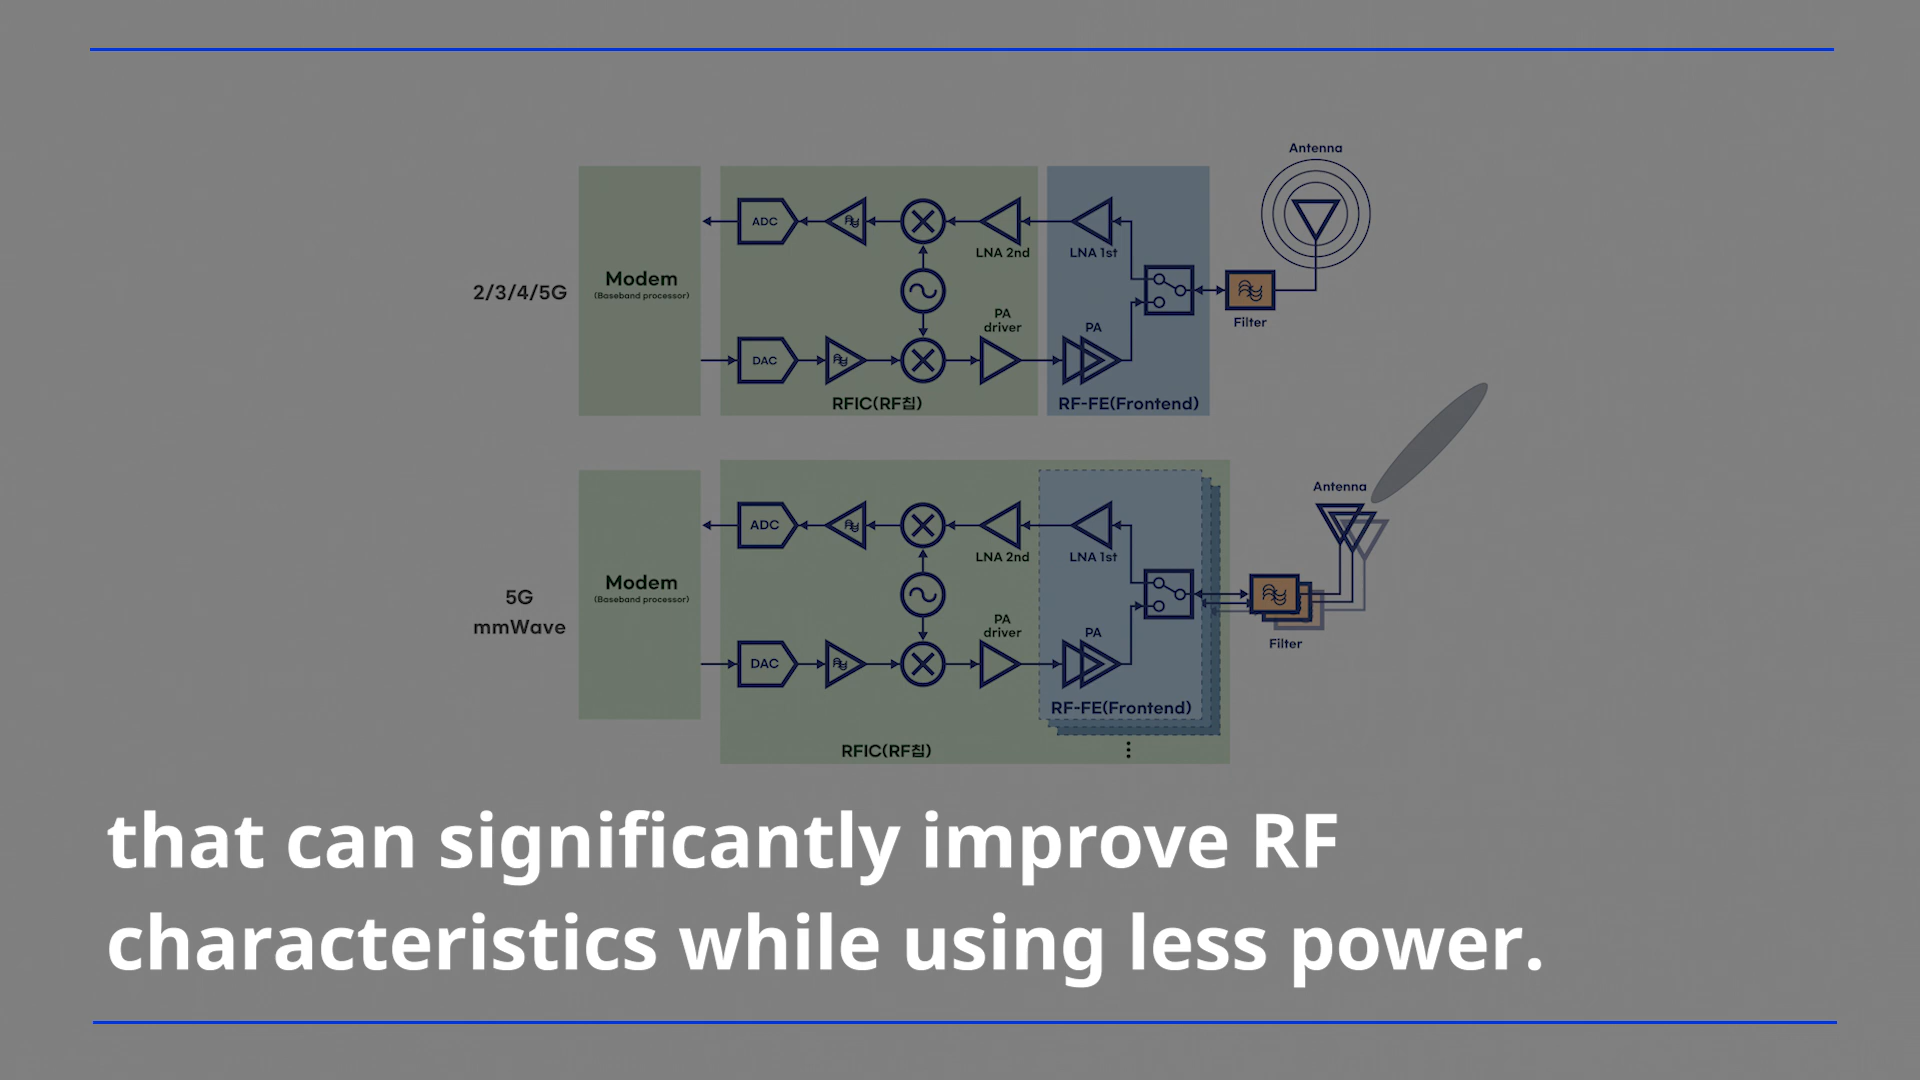 Antenna
ADC
LNA 2nd
LNA 1st
2/3/4/5G
Modem
(Baseband processor)
Filter
PA
driver
PA
DAC
RFIC(RF칩)
RF-FE(Frontend)
Antenna
ADC
LNA 2nd
LNA 1st
5G
mmWave
Modem
(Baseband processor)
Filter
PA
driver
PA
DAC
RF-FE(Frontend)
RFIC(RF칩)
that can significantly improve RF
characteristics while using less power.